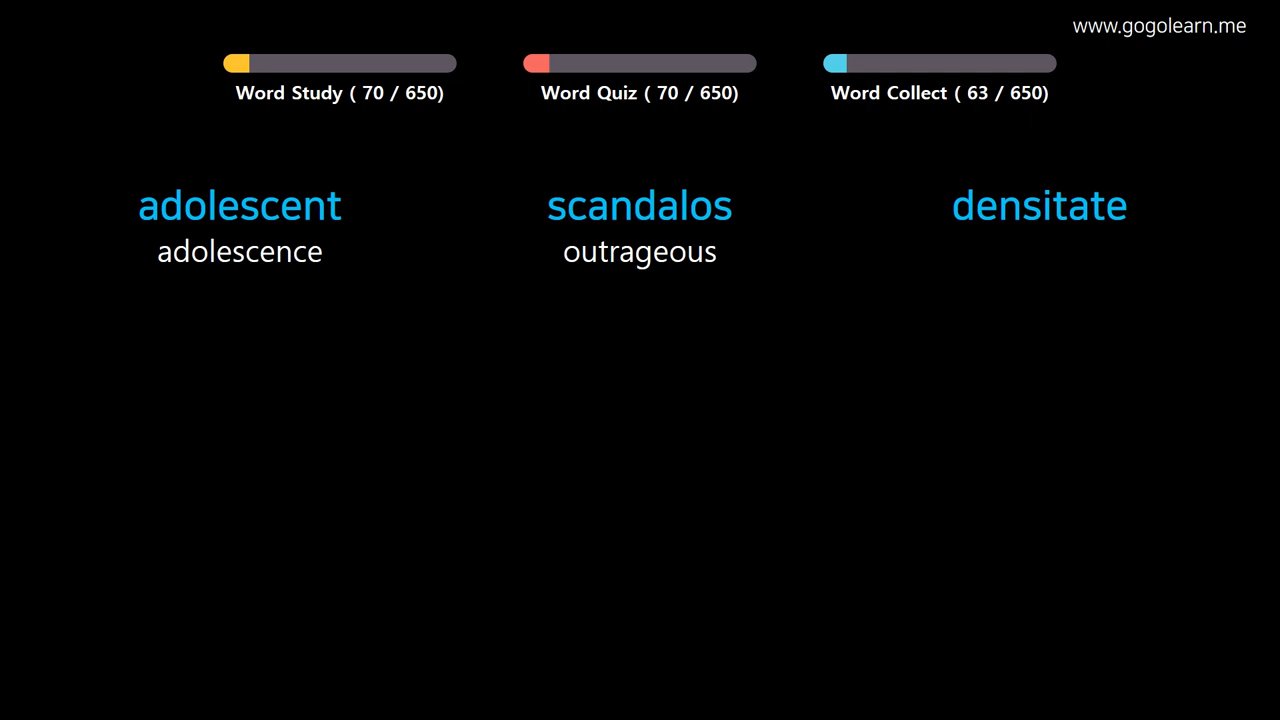 www.gogolearn.me
Word Study ( 70 / 650)
Word Quiz ( 70 / 650)
Word Collect ( 63 / 650)
adolescent
adolescence
scandalos
outrageous
densitate